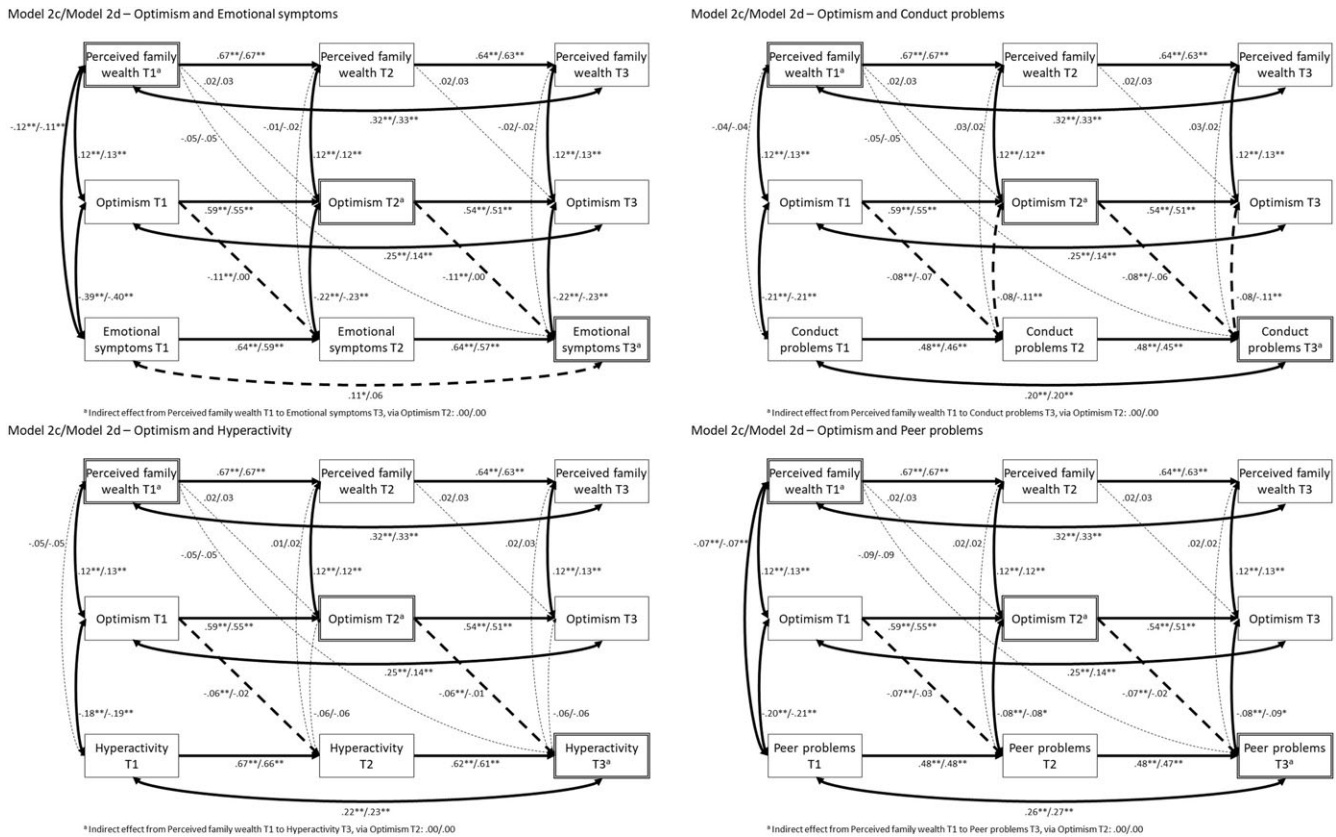 Model 2c/Model 2d – Optimism and Emotional symptoms
Perceived family
wealth T1ᵃ
.67**/.67**
Perceived family
wealth T2
.64**/.63**
Perceived family
wealth T3
.02/.03
.02/.03
.32**/.33**
-.12**/-.11**
-.05/-.05
-.01/-.02
-.02/-.02
.12**/.13**
.12**/.12**
.12**/.13**
Optimism T1
.59**/.55**
Optimism T2ᵃ
.54**/.51**
Optimism T3
.25**/.14**
-.11**/.00
-.11**/.00
-.39**/-.40**
-.22**/-.23**
-.22**/-.23**
Emotional
symptoms T1
.64**/.59**
Emotional
symptoms T2
.64**/.57**
Emotional
symptoms T3ᵃ
.11*/.06
ᵃ Indirect effect from Perceived family wealth T1 to Emotional symptoms T3, via Optimism T2: .00/.00
Model 2c/Model 2d – Optimism and Conduct problems
Perceived family
wealth T1ᵃ
.67**/.67**
Perceived family
wealth T2
.64**/.63**
Perceived family
wealth T3
.02/.03
.02/.03
.32**/.33**
-.04/-.04
-.05/-.05
.03/.02
.03/.02
.12**/.13**
.12**/.12**
.12**/.13**
Optimism T1
.59**/.55**
Optimism T2ᵃ
.54**/.51**
Optimism T3
.25**/.14**
-.08**/-.07
-.08**/-.06
-.21**/-.21**
-.08/-.11**
-.08/-.11**
Conduct
problems T1
.48**/.46**
Conduct
problems T2
.48**/.45**
Conduct
problems T3ᵃ
.20**/.20**
ᵃ Indirect effect from Perceived family wealth T1 to Conduct problems T3, via Optimism T2: .00/.00
Model 2c/Model 2d – Optimism and Hyperactivity
Perceived family
wealth T1ᵃ
.67**/.67**
Perceived family
wealth T2
.64**/.63**
Perceived family
wealth T3
.02/.03
.02/.03
.32**/.33**
-.05/-.05
-.05/-.05
.01/.02
.02/.03
.12**/.13**
.12**/.12**
.12**/.13**
Optimism T1
.59**/.55**
Optimism T2ᵃ
.54**/.51**
Optimism T3
.25**/.14**
-.06**/-.02
-.06**/-.01
-.18**/-.19**
-.06/-.06
-.06/-.06
Hyperactivity
T1
.67**/.66**
Hyperactivity
T2
.62**/.61**
Hyperactivity
T3ᵃ
.22**/.23**
ᵃ Indirect effect from Perceived family wealth T1 to Hyperactivity T3, via Optimism T2: .00/.00
Model 2c/Model 2d – Optimism and Peer problems
Perceived family
wealth T1ᵃ
.67**/.67**
Perceived family
wealth T2
.64**/.63**
Perceived family
wealth T3
.02/.03
.02/.03
.32**/.33**
-.07**/-.07**
-.09/-.09
.02/.02
.02/.02
.12**/.13**
.12**/.12**
.12**/.13**
Optimism T1
.59**/.55**
Optimism T2ᵃ
.54**/.51**
Optimism T3
.25**/.14**
-.07**/-.03
-.07**/-.02
-.20**/-.21**
-.08**/-.08*
-.08**/-.09*
Peer problems
T1
.48**/.48**
Peer problems
T2
.48**/.47**
Peer problems
T3ᵃ
.26**/.27**
ᵃ Indirect effect from Perceived family wealth T1 to Peer problems T3, via Optimism T2: .00/.00